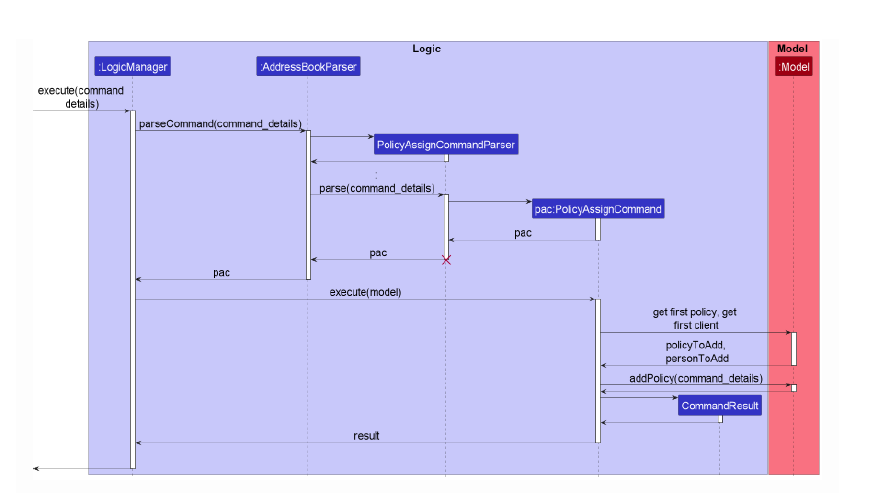 Logic
Model
:LogicManager
:AddressBookParser
:Model
execute(command
details)
parseCommand(command_details)
PolicyAssignCommandParser
:
parse(command_details)
pac:PolicyAssignCommand
pac
pac
pac
execute(model)
get first policy, get
first client
policyToAdd,
personToAdd
addPolicy(command_details)
CommandResult
result